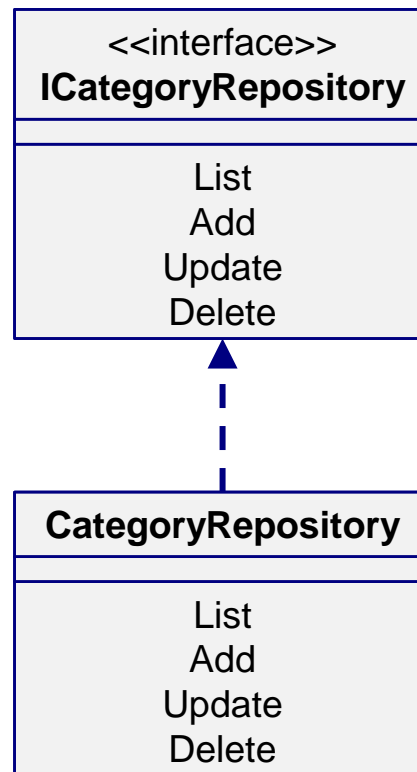 <<interface>>
ICategoryRepository
List
Add
Update
Delete
CategoryRepository
List
Add
Update
Delete